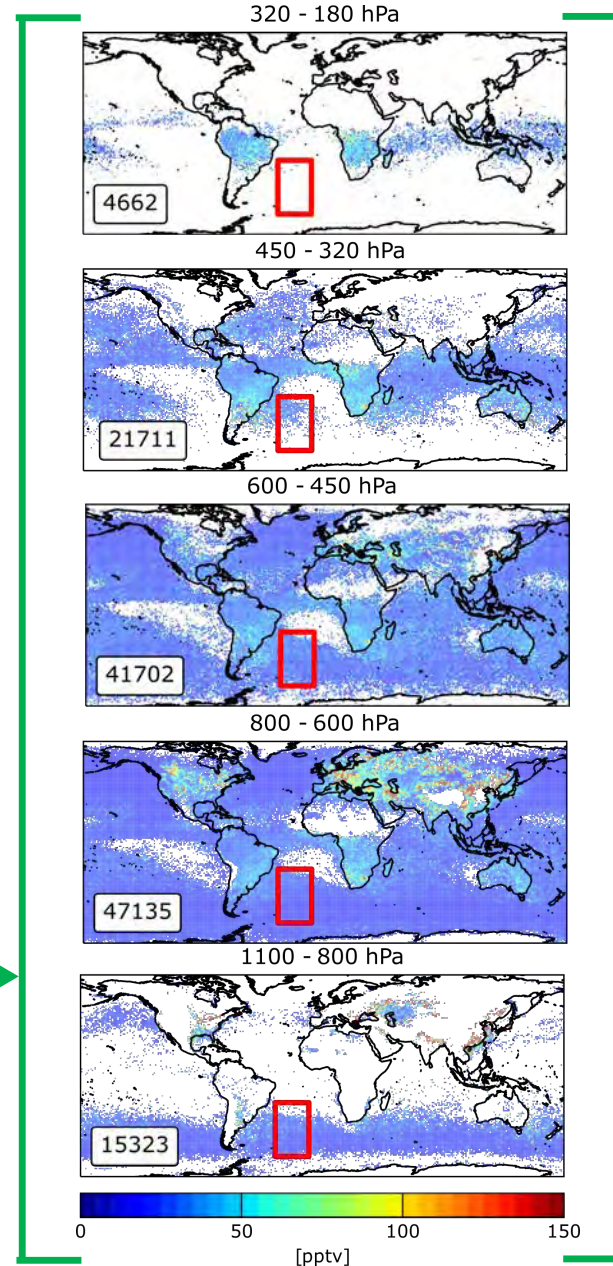 320 - 180 hPa
4662
450 - 320 hPa
21711
600 - 450 hPa
41702
800 - 600 hPa
47135
1100 - 800 hPa
15323
0 50 100 150
[pptv]